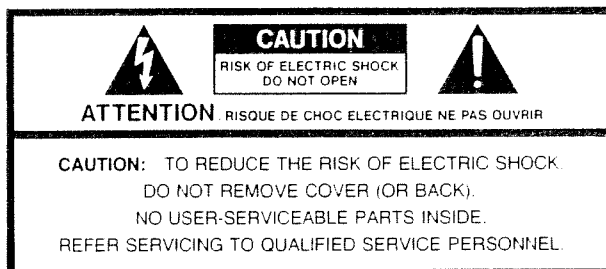 CAUTION
RISK OF ELECTRIC SHOCK
DO NOT OPEN
ATTENTION: RISQUE DE CHOC ELECTRIQUE NE PAS OUVRIR
CAUTION: TO REDUCE THE RISK OF ELECTRIC SHOCK.
DO NOT REMOVE COVER (OR BACK).
NO USER-SERVICEABLE PARTS INSIDE.
REFER SERVICING TO QUALIFIED SERVICE PERSONNEL.